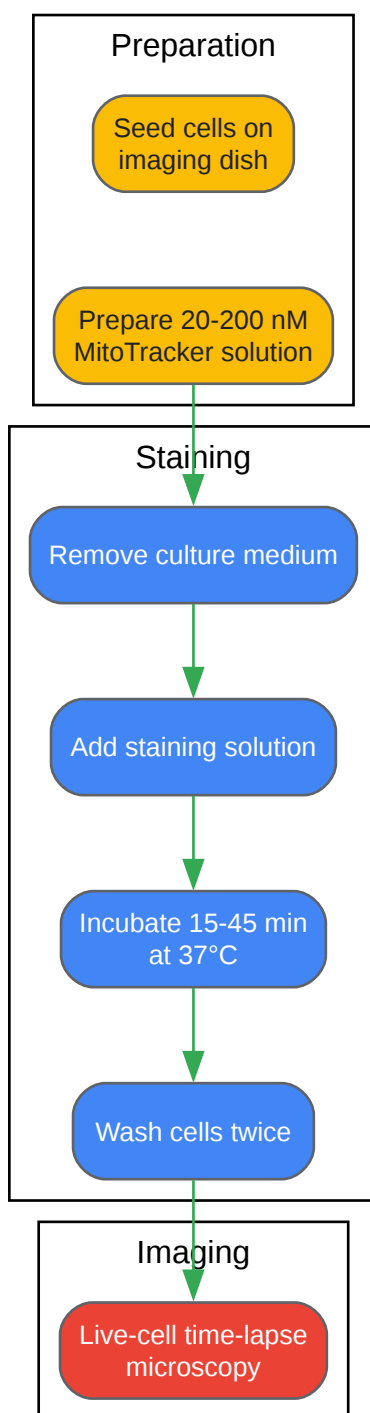 Preparation
Seed cells on
imaging dish
Prepare 20-200 nM
MitoTracker solution
Staining
Remove culture medium
Add staining solution
Incubate 15-45 min
at 37°C
Wash cells twice
Imaging
Live-cell time-lapse
microscopy